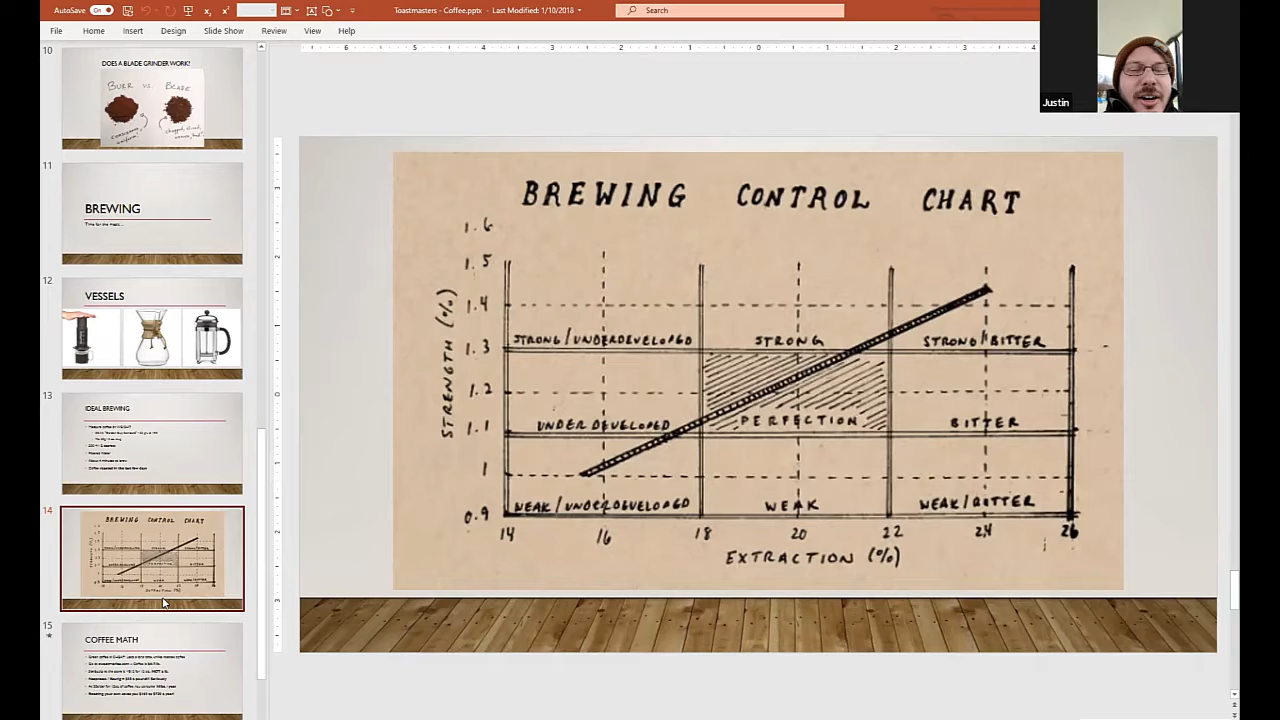 AutoSave On Toastmasters - Coffee.pptx - Last Modified: 1/10/2018 Search
File Home Insert Design Slide Show Review View Help
Justin
10
DOES A BLADE GRINDER WORK?
BURR VS BLADE
11
BREWING
12
VESSELS
13
IDEAL BREWING
14
BREWING CONTROL CHART
15
COFFEE MATH
BREWING CONTROL CHART
1.6
1.5
1.4
STRONG/UNDERDEVELOPED STRONG STRONG/BITTER
1.3
1.2
UNDERDEVELOPED PERFECTION BITTER
1.1
1
WEAK/UNDERDEVELOPED WEAK WEAK/BITTER
0.9
STRENGTH (%)
14 16 18 20 22 24 26
EXTRACTION (%)